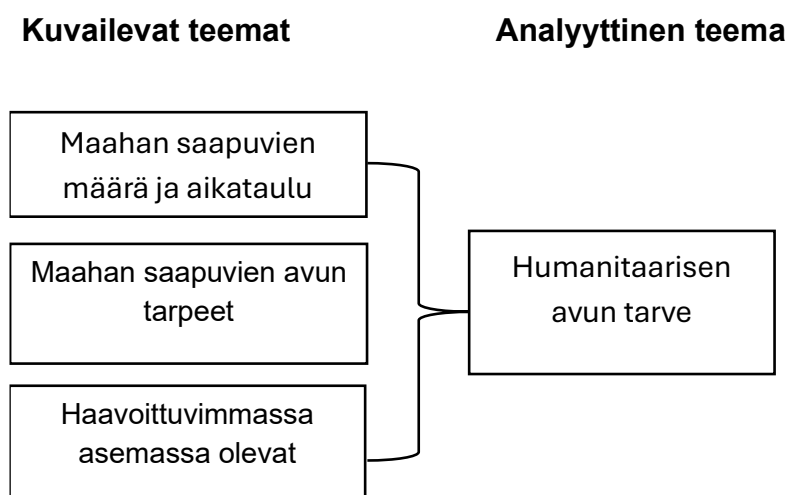 Kuvailevat teemat
Analyyttinen teema
Maahan saapuvien
määrä ja aikataulu
Maahan saapuvien avun
tarpeet
Haavoittuvimmassa
asemassa olevat
Humanitaarisen
avun tarve